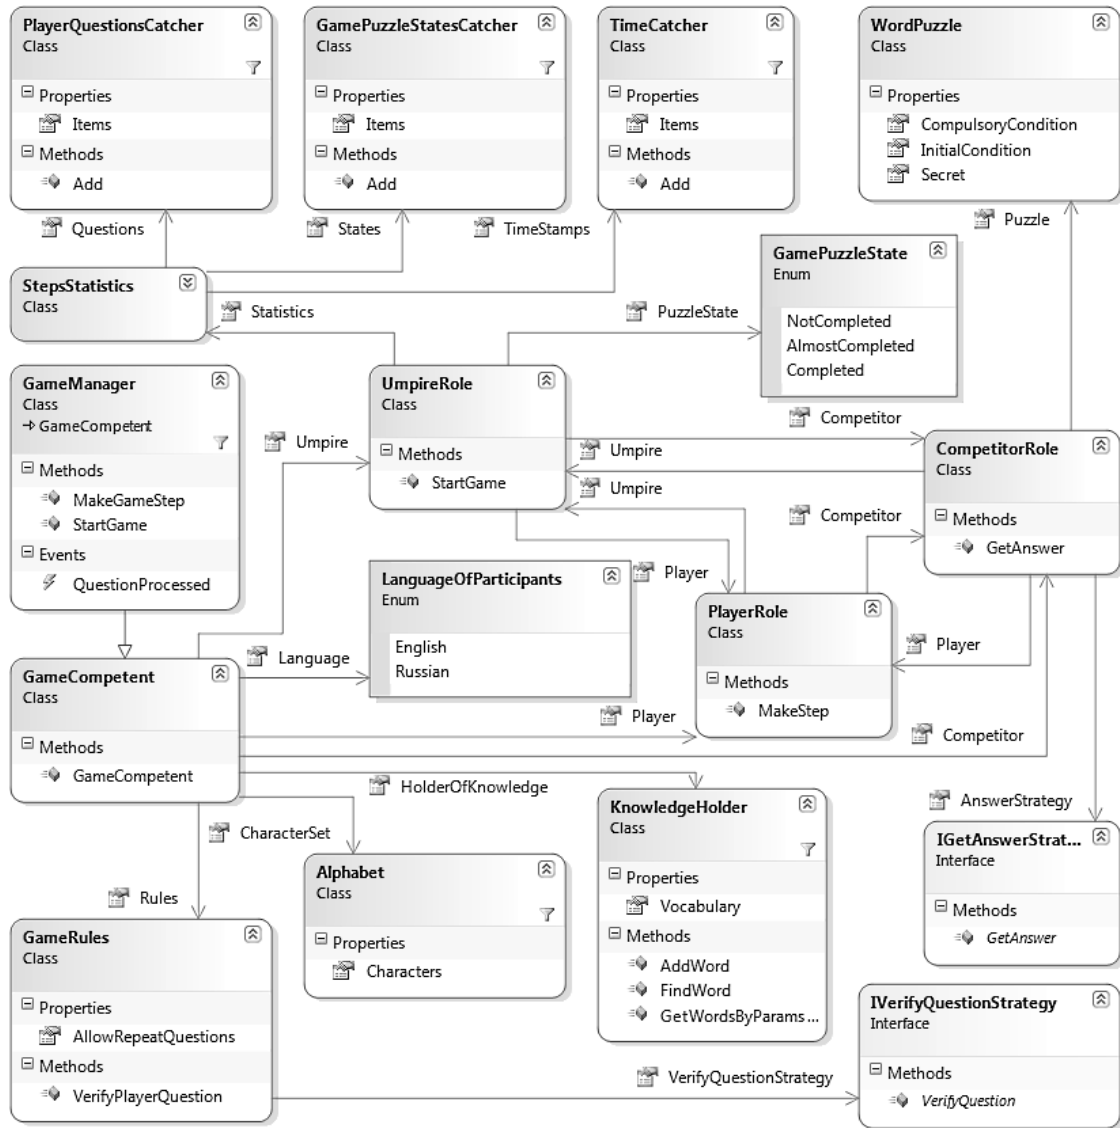 PlayerQuestionsCatcher
Class
Properties
Items
Methods
Add
GamePuzzleStatesCatcher
Class
Properties
Items
Methods
Add
TimeCatcher
Class
Properties
Items
Methods
Add
WordPuzzle
Class
Properties
CompulsoryCondition
InitialCondition
Secret
Questions
States
TimeStamps
Puzzle
StepsStatistics
Class
Statistics
PuzzleState
GamePuzzleState
Enum
NotCompleted
AlmostCompleted
Completed
GameManager
Class
GameCompetent
Methods
MakeGameStep
StartGame
Events
QuestionProcessed
Umpire
UmpireRole
Class
Methods
StartGame
Competitor
Umpire
Umpire
Competitor
CompetitorRole
Class
Methods
GetAnswer
LanguageOfParticipants
Enum
English
Russian
Player
PlayerRole
Class
Methods
MakeStep
Player
Language
GameCompetent
Class
Methods
GameCompetent
Player
Competitor
HolderOfKnowledge
CharacterSet
AnswerStrategy
Rules
Alphabet
Class
Properties
Characters
KnowledgeHolder
Class
Properties
Vocabulary
Methods
AddWord
FindWord
GetWordsByParams...
IGetAnswerStrat...
Interface
Methods
GetAnswer
GameRules
Class
Properties
AllowRepeatQuestions
Methods
VerifyPlayerQuestion
VerifyQuestionStrategy
IVerifyQuestionStrategy
Interface
Methods
VerifyQuestion